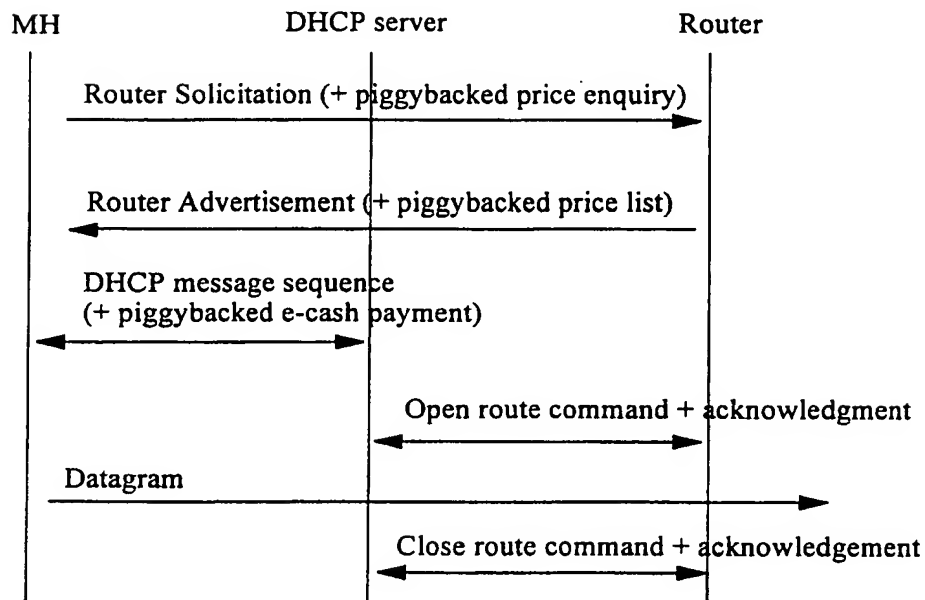 MH DHCP server Router
Router Solicitation (+ piggybacked price enquiry)
Router Advertisement (+ piggybacked price list)
DHCP message sequence
(+ piggybacked e-cash payment)
Open route command + acknowledgment
Datagram
Close route command + acknowledgement